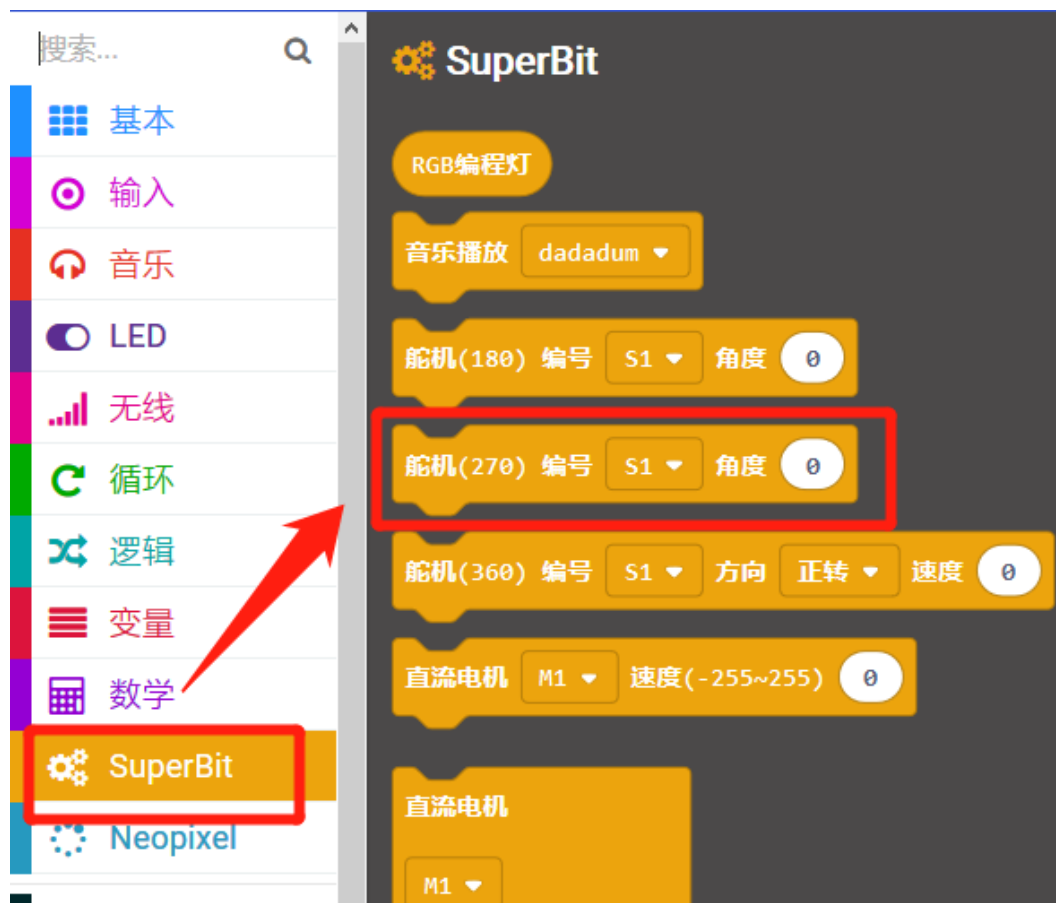 搜索...
基本
输入
音乐
LED
无线
循环
逻辑
变量
数学
SuperBit
Neopixel
SuperBit
RGB编程灯
音乐播放 dadadum
舵机(180) 编号 S1 角度 0
舵机(270) 编号 S1 角度 0
舵机(360) 编号 S1 方向 正转 速度 0
直流电机 M1 速度(-255~255) 0
直流电机
M1